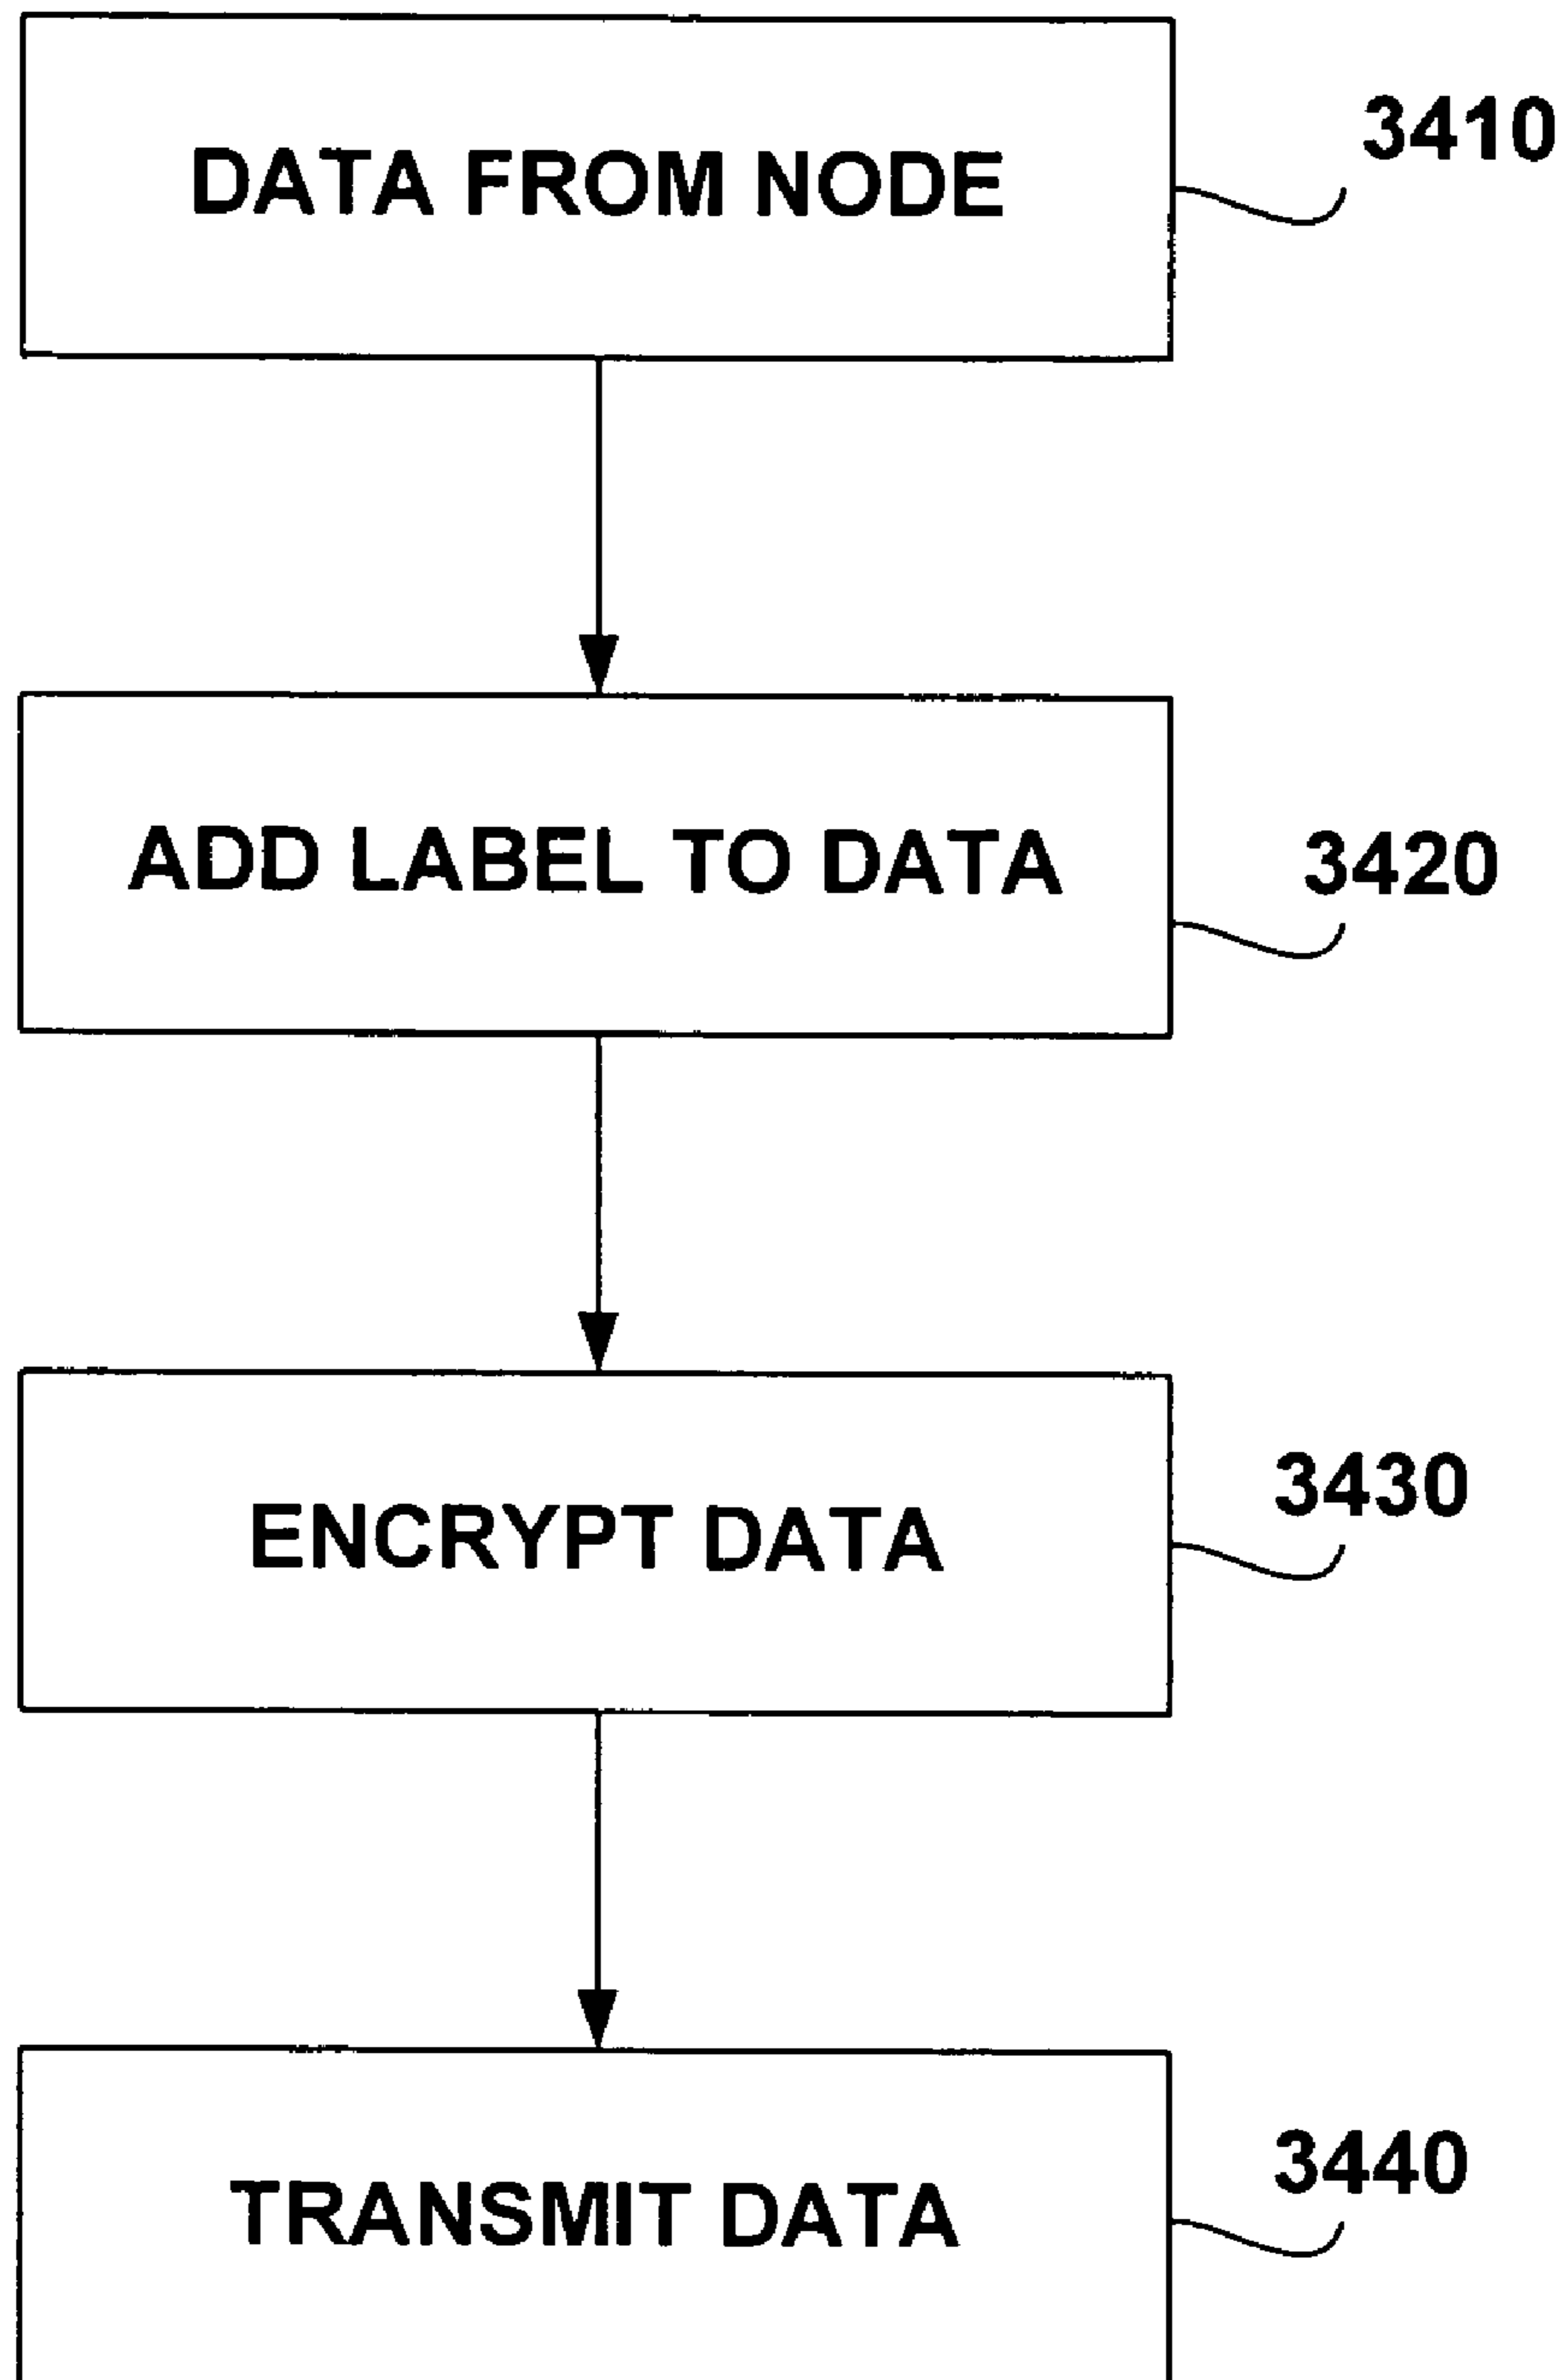 DATA FROM NODE
3410
ADD LABEL TO DATA
3420
ENCRYPT DATA
3430
TRANSMIT DATA
3440